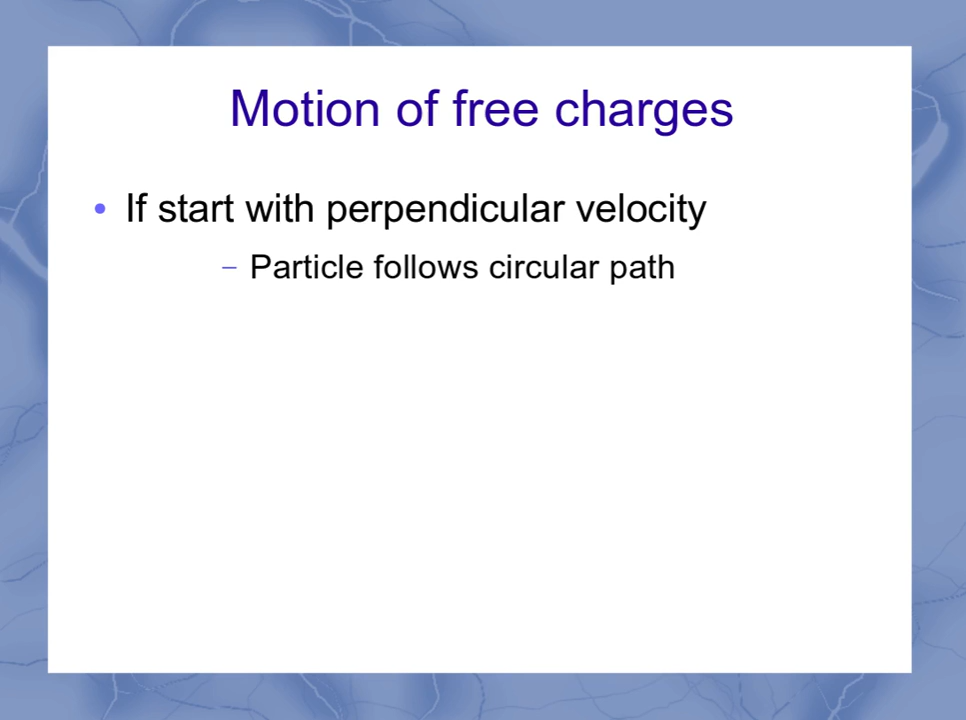 Motion of free charges
• If start with perpendicular velocity
– Particle follows circular path